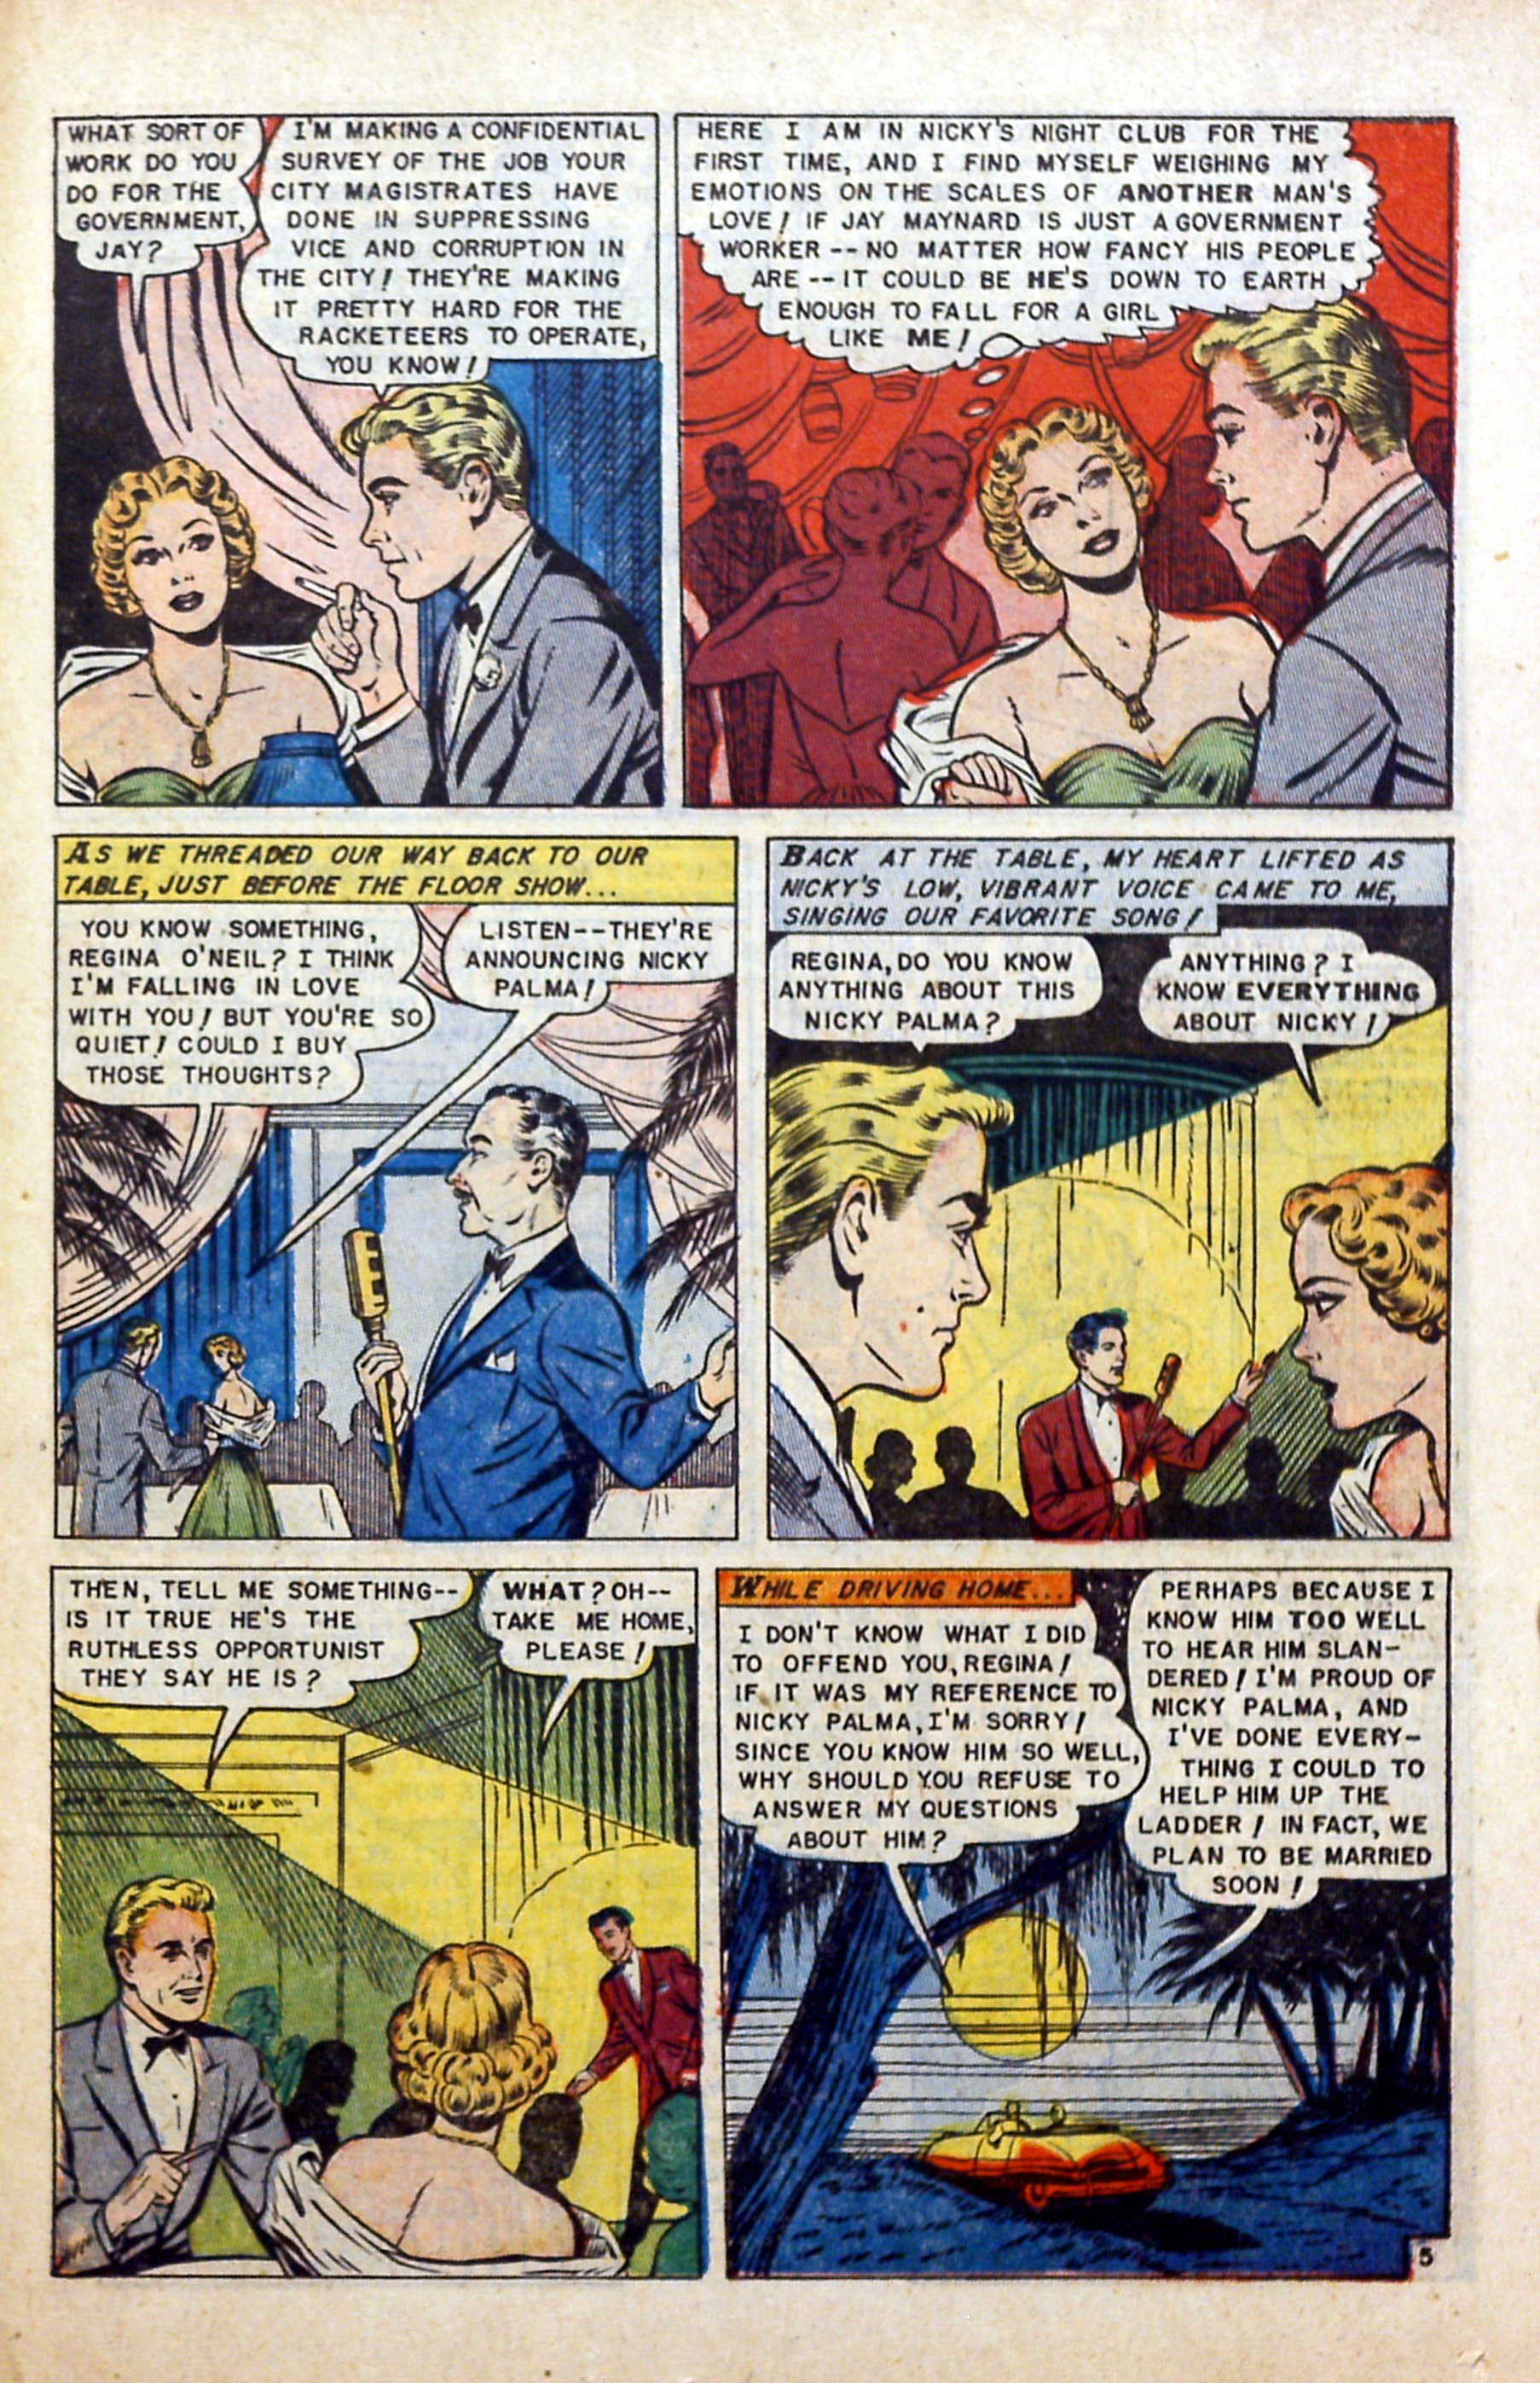 WHAT SORT OF
WORK DO YOU
DO FOR THE
GOVERNMENT,
JAY?
I'M MAKING A CONFIDENTIAL
SURVEY OF THE JOB YOUR
CITY MAGISTRATES HAVE
DONE IN SUPPRESSING
VICE AND CORRUPTION IN
THE CITY! THEY'RE MAKING
IT PRETTY HARD FOR THE
RACKETEERS TO OPERATE,
YOU KNOW!
HERE I AM IN NICKY'S NIGHT CLUB FOR THE
FIRST TIME, AND I FIND MYSELF WEIGHING MY
EMOTIONS ON THE SCALES OF ANOTHER MAN'S
LOVE! IF JAY MAYNARD IS JUST A GOVERNMENT
WORKER -- NO MATTER HOW FANCY HIS PEOPLE
ARE -- IT COULD BE HE'S DOWN TO EARTH
ENOUGH TO FALL FOR A GIRL
LIKE ME!
AS WE THREADED OUR WAY BACK TO OUR
TABLE, JUST BEFORE THE FLOOR SHOW...
YOU KNOW SOMETHING,
REGINA O'NEIL? I THINK
I'M FALLING IN LOVE
WITH YOU! BUT YOU'RE SO
QUIET! COULD I BUY
THOSE THOUGHTS?
LISTEN--THEY'RE
ANNOUNCING NICKY
PALMA!
BACK AT THE TABLE, MY HEART LIFTED AS
NICKY'S LOW, VIBRANT VOICE CAME TO ME,
SINGING OUR FAVORITE SONG!
REGINA, DO YOU KNOW
ANYTHING ABOUT THIS
NICKY PALMA?
ANYTHING? I
KNOW EVERYTHING
ABOUT NICKY!
THEN, TELL ME SOMETHING--
IS IT TRUE HE'S THE
RUTHLESS OPPORTUNIST
THEY SAY HE IS?
WHAT? OH--
TAKE ME HOME,
PLEASE!
WHILE DRIVING HOME...
I DON'T KNOW WHAT I DID
TO OFFEND YOU, REGINA!
IF IT WAS MY REFERENCE TO
NICKY PALMA, I'M SORRY!
SINCE YOU KNOW HIM SO WELL,
WHY SHOULD YOU REFUSE TO
ANSWER MY QUESTIONS
ABOUT HIM?
PERHAPS BECAUSE I
KNOW HIM TOO WELL
TO HEAR HIM SLAN-
DERED! I'M PROUD OF
NICKY PALMA, AND
I'VE DONE EVERY-
THING I COULD TO
HELP HIM UP THE
LADDER! IN FACT, WE
PLAN TO BE MARRIED
SOON!
5